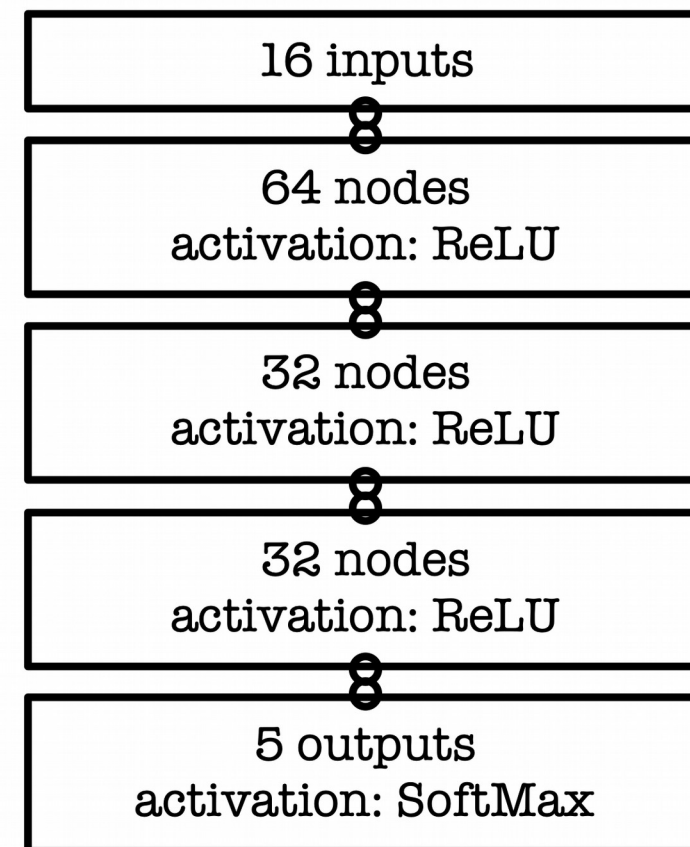 16 inputs
64 nodes
activation: ReLU
32 nodes
activation: ReLU
32 nodes
activation: ReLU
5 outputs
activation: SoftMax